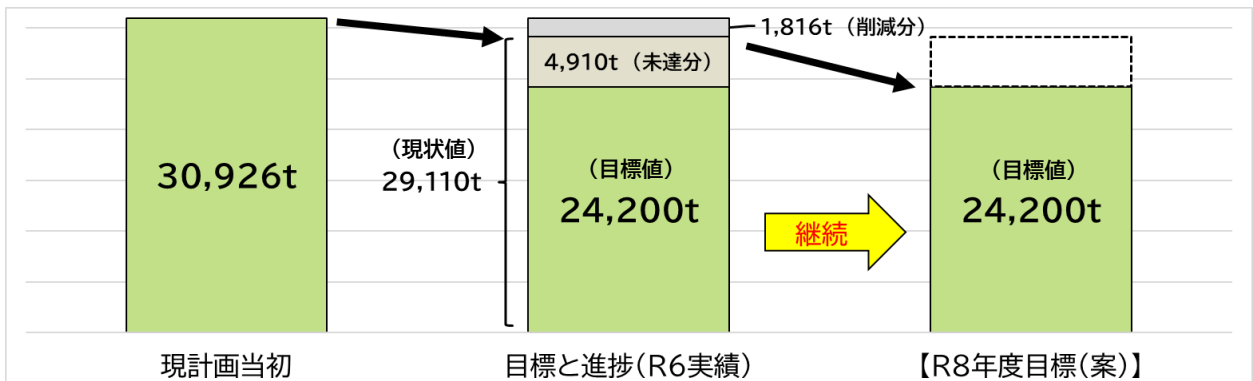 30,926t
現計画当初
1,816t（削減分）
4,910t（未達分）
（現状値）
29,110t
（目標値）
24,200t
目標と進捗（R6実績）
継続
（目標値）
24,200t
【R8年度目標（案）】